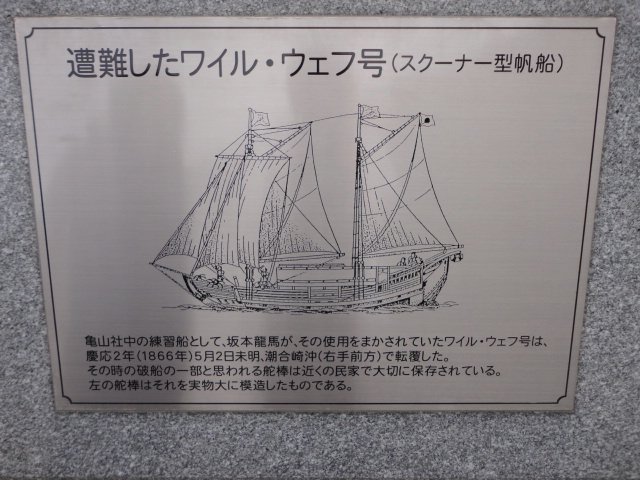 遭難したワイル・ウェフ号(スクーナー型帆船)
亀山社中の練習船として、坂本龍馬が、その使用をまかされていたワイル・ウェフ号は、
慶応2年(1866年)5月2日未明、潮合崎沖(右手前方)で転覆した。
その時の破船の一部と思われる舵棒は近くの民家で大切に保存されている。
左の舵棒はそれを実物大に模造したものである。